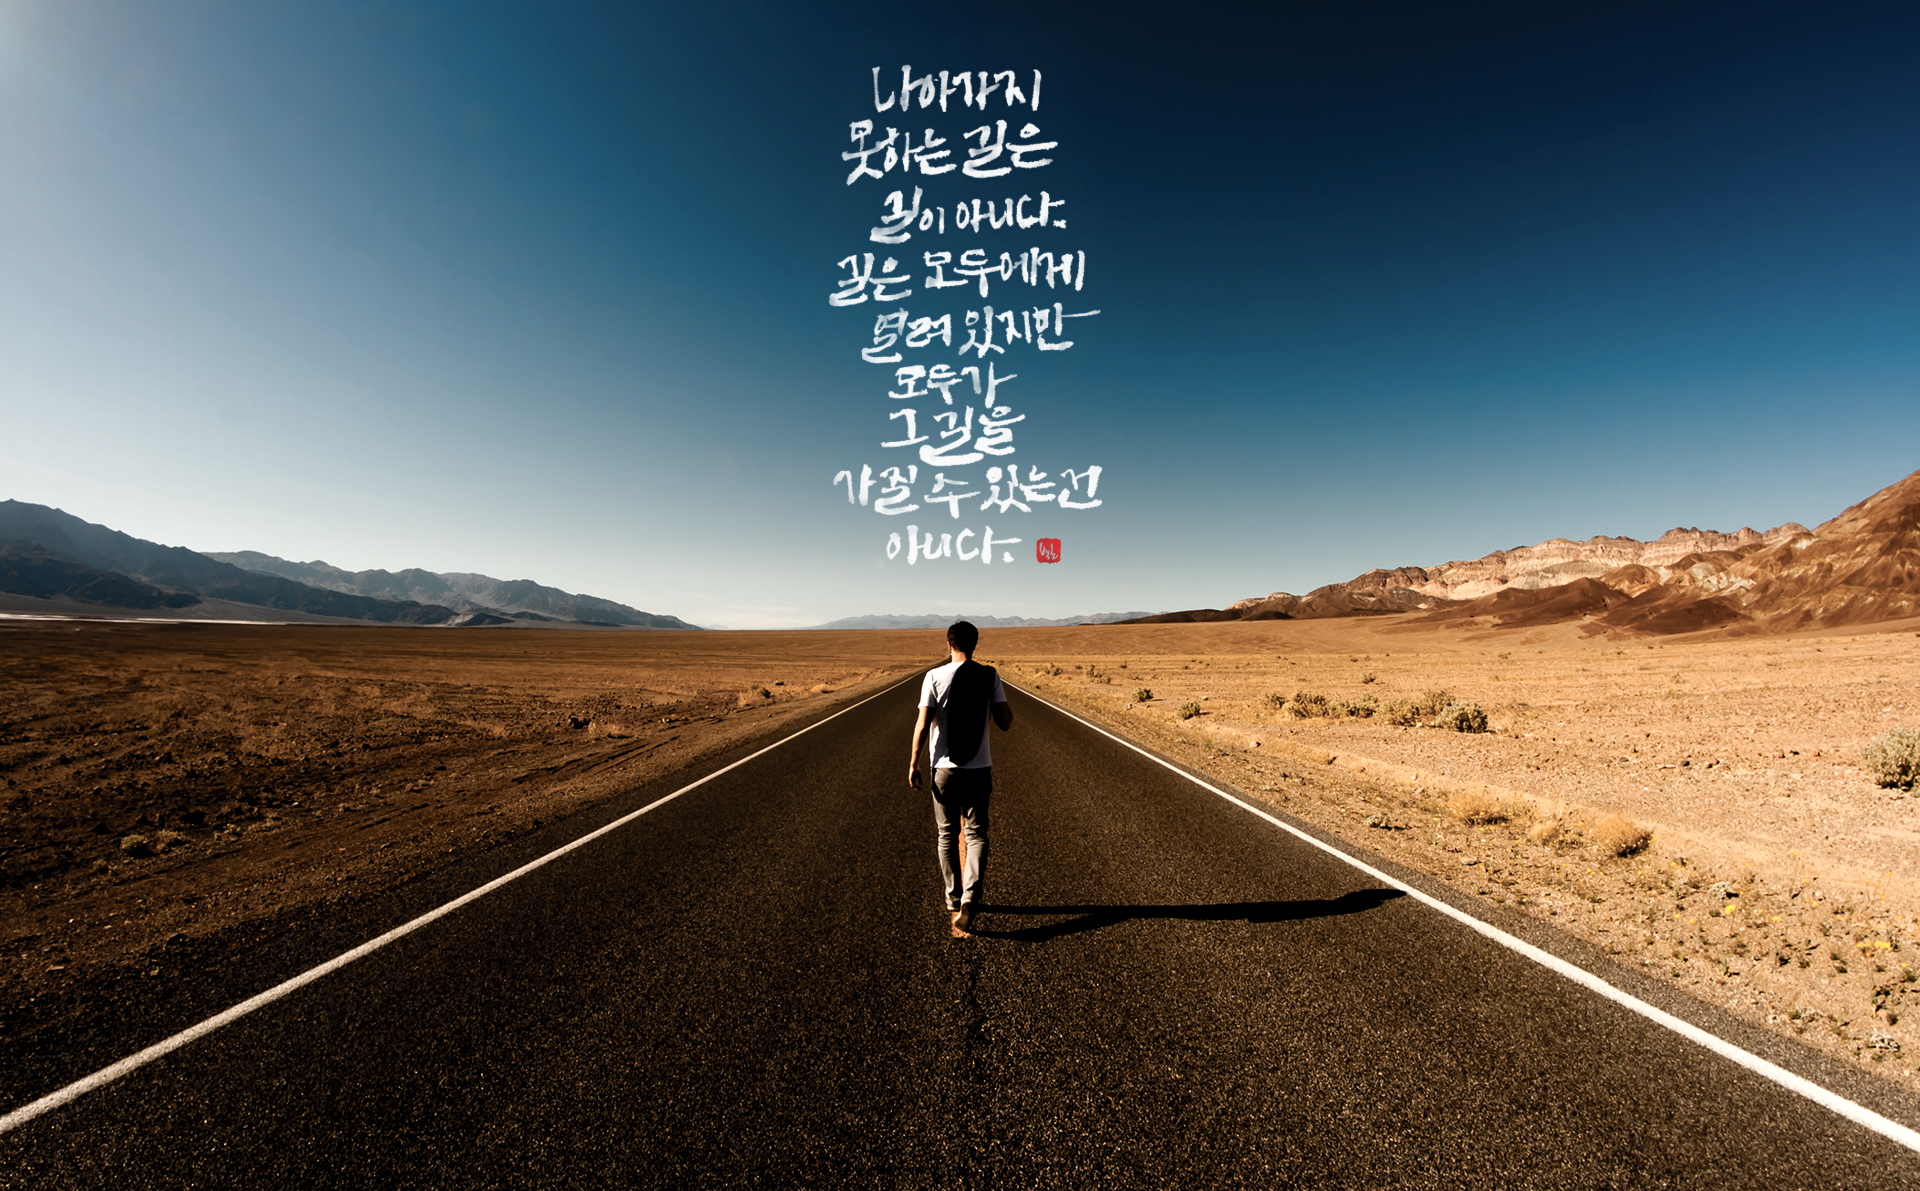 나아가지
못하는 길은
길이 아니다.
길은 모두에게
열려 있지만
모두가
그 길을
가질 수 있는건
아니다.